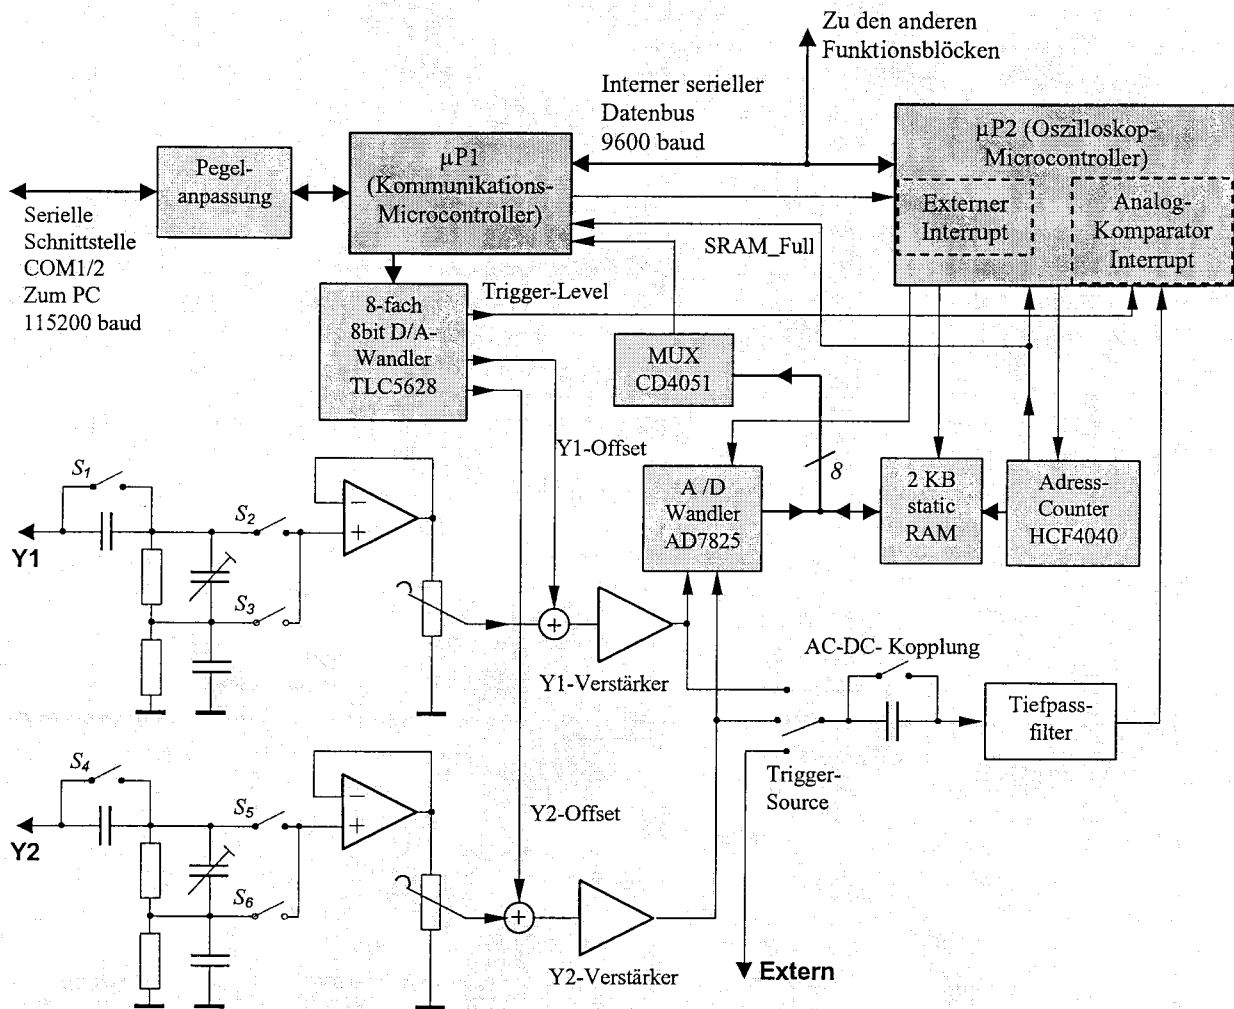 Zu den anderen
Funktionsblöcken
Interner serieller
Datenbus
9600 baud
µP2 (Oszilloskop-
Microcontroller)
Externer
Interrupt
Analog-
Komparator
Interrupt
µP1
(Kommunikations-
Microcontroller)
Pegel-
anpassung
Serielle
Schnittstelle
COM1/2
Zum PC
115200 baud
SRAM_Full
Trigger-Level
8-fach
8bit D/A-
Wandler
TLC5628
MUX
CD4051
Y1-Offset
8
A /D
Wandler
AD7825
2 KB
static
RAM
Adress-
Counter
HCF4040
S1
S2
S3
Y1
Y1-Verstärker
AC-DC- Kopplung
Tiefpass-
filter
Trigger-
Source
S4
S5
S6
Y2
Y2-Offset
Y2-Verstärker
Extern